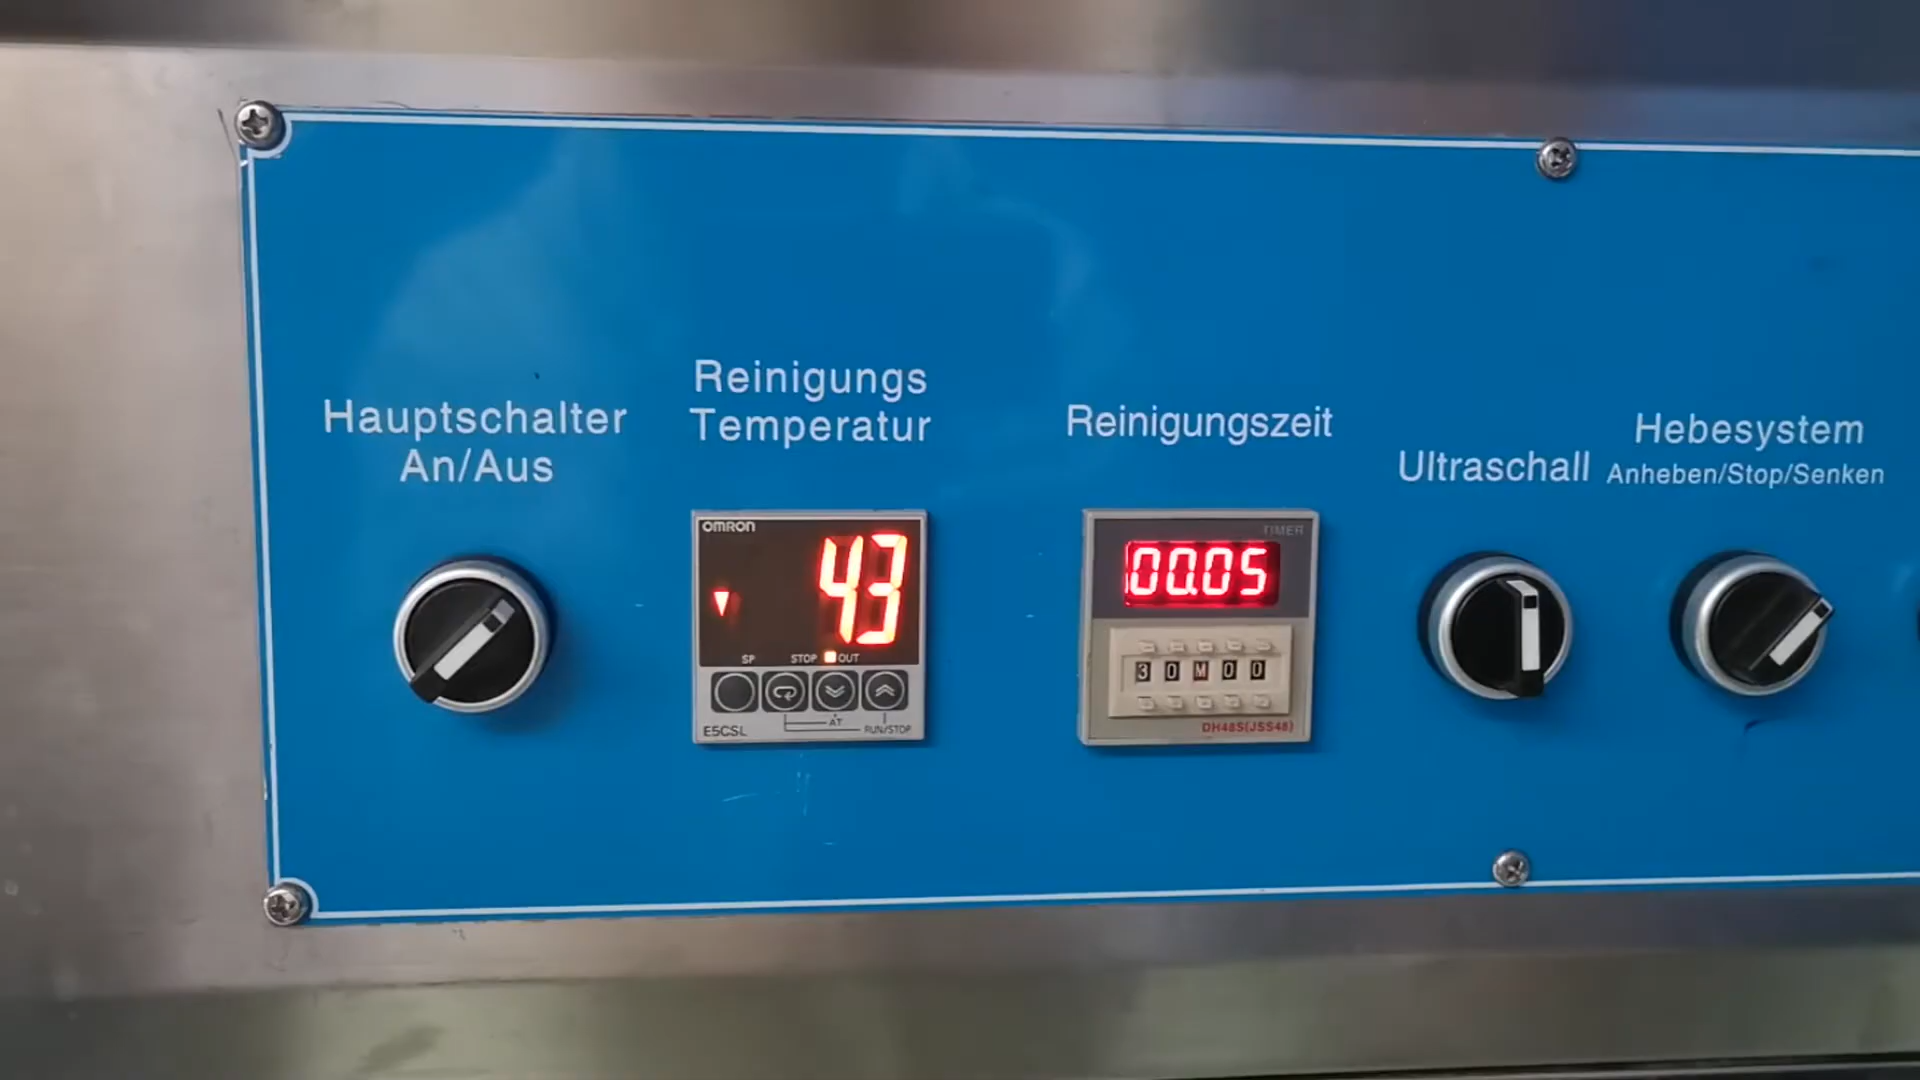 Hauptschalter
An/Aus
Reinigungs
Temperatur
Reinigungszeit
Ultraschall
Hebesystem
Anheben/Stop/Senken
OMRON
43
SP STOP OUT
AT
RUN/STOP
E5CSL
TIMER
00.05
30M00
DH48S(JSS48)